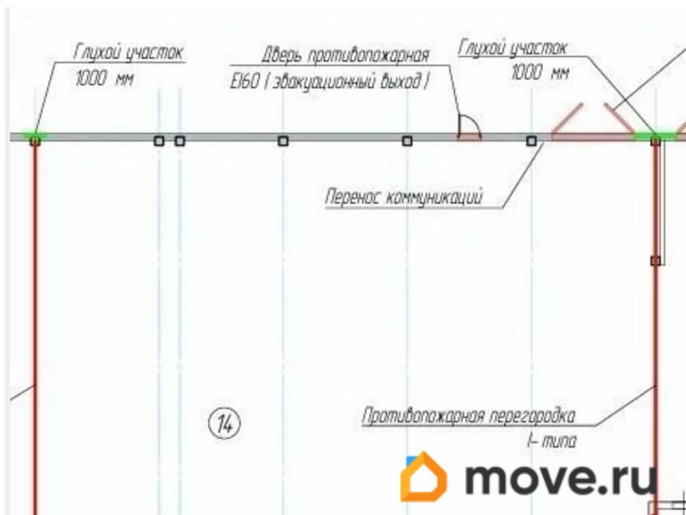 Глухой участок
1000 мм
Дверь противопожарная
EI60 ( эвакуационный выход )
Глухой участок
1000 мм
Перенос коммуникаций
14
Противопожарная перегородка
I- типа
move.ru